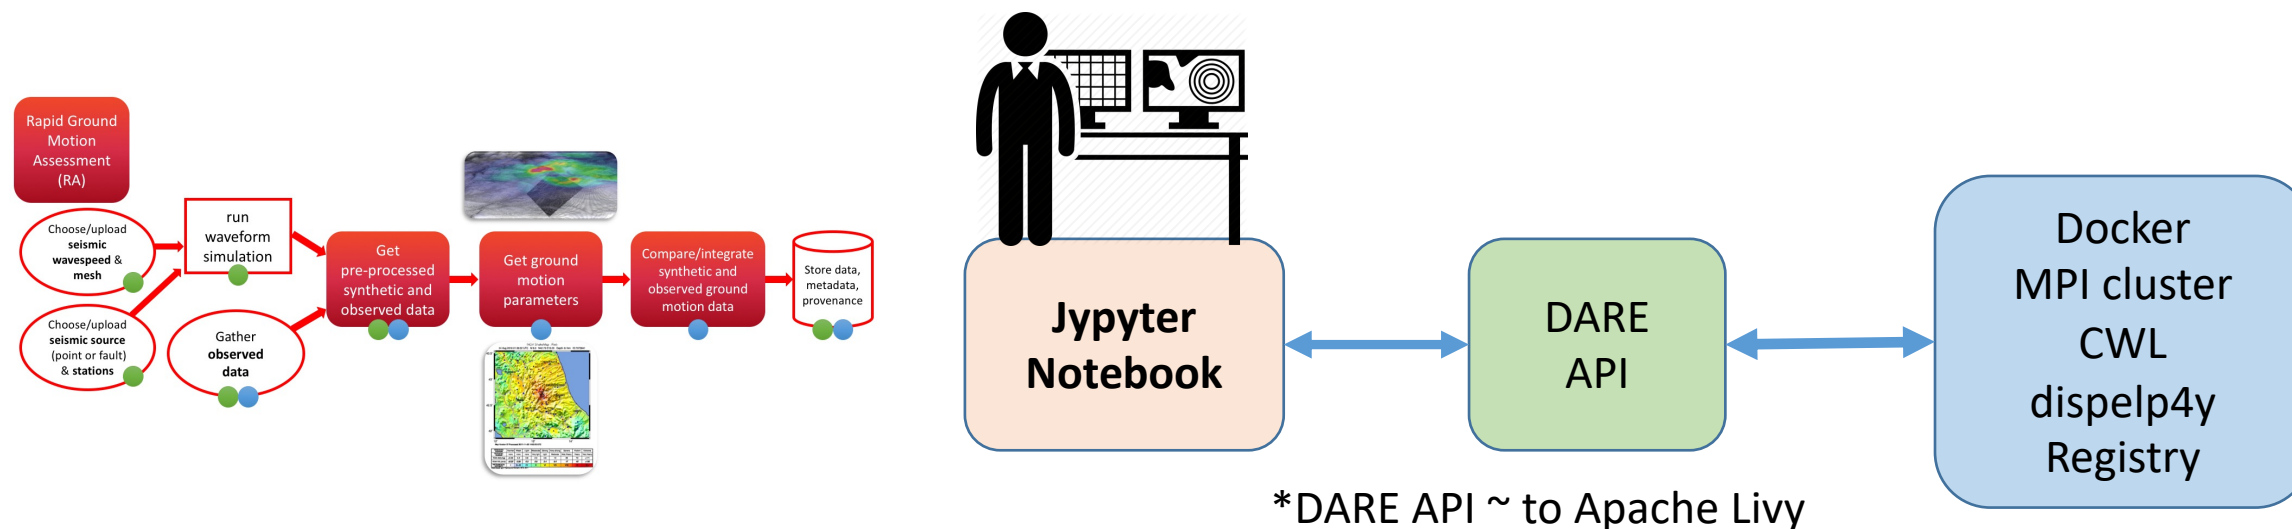 Rapid Ground
Motion
Assessment
(RA)
Choose/upload
seismic
wavespeed &
mesh
Choose/upload
seismic source
(point or fault)
& stations
run
waveform
simulation
Gather
observed
data
Get
pre-processed
synthetic and
observed data
Get ground
motion
parameters
Compare/integrate
synthetic and
observed ground
motion data
Store data,
metadata,
provenance
Jypyter
Notebook
DARE
API
Docker
MPI cluster
CWL
dispelp4y
Registry
*DARE API ~ to Apache Livy